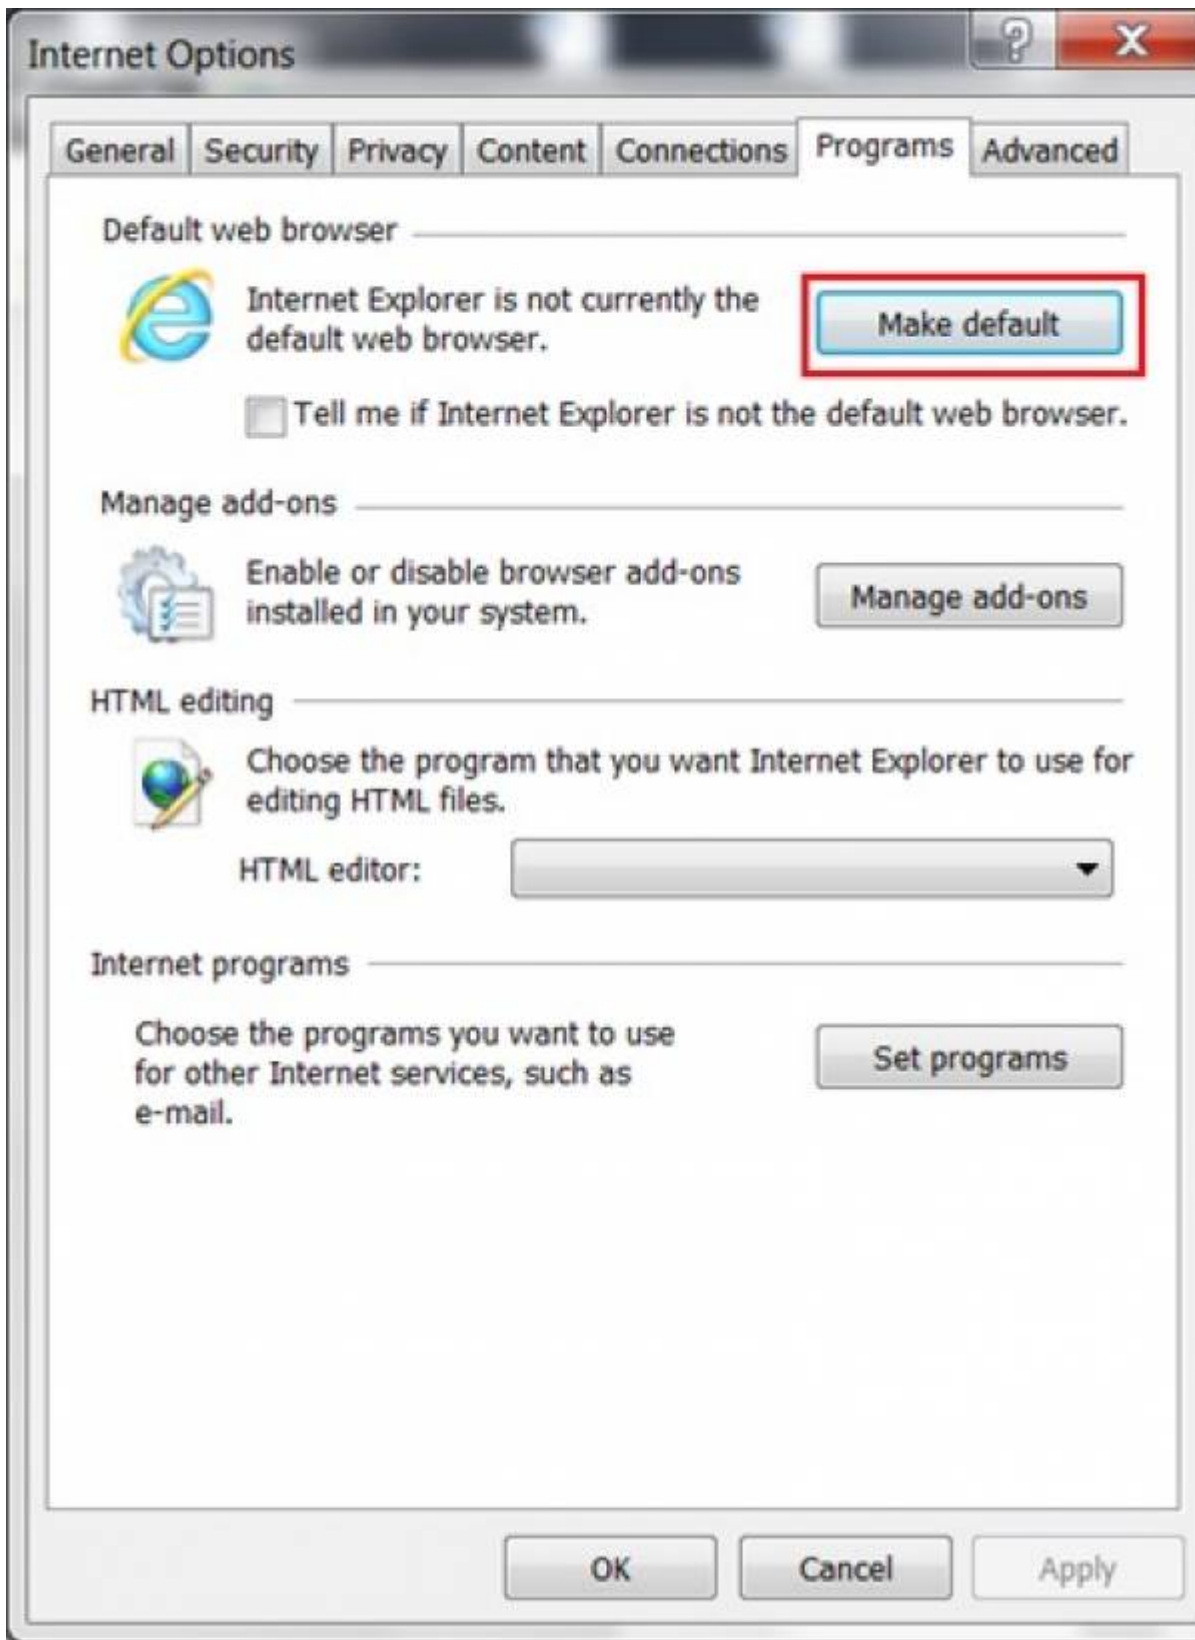 Internet Options
General Security Privacy Content Connections Programs Advanced
Default web browser
Internet Explorer is not currently the
default web browser.
Make default
Tell me if Internet Explorer is not the default web browser.
Manage add-ons
Enable or disable browser add-ons
installed in your system.
Manage add-ons
HTML editing
Choose the program that you want Internet Explorer to use for
editing HTML files.
HTML editor:
Internet programs
Choose the programs you want to use
for other Internet services, such as
e-mail.
Set programs
OK Cancel Apply